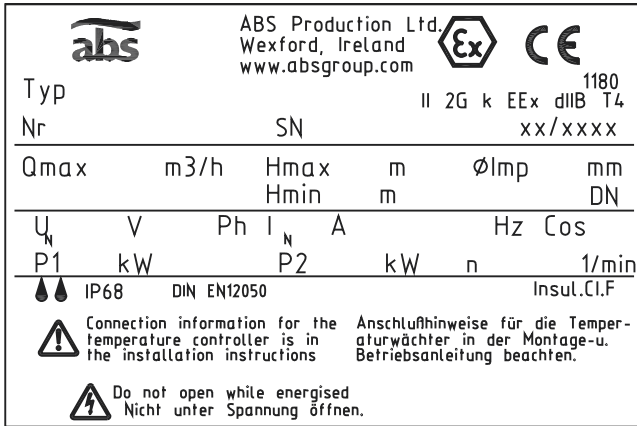 abs
ABS Production Ltd.
Wexford, Ireland
www.absgroup.com
Ex CE
1180
Typ
II 2G k EEx dIIB T4
Nr SN xx/xxxx
Qmax m3/h Hmax m ØImp mm
Hmin m DN
UN V Ph IN A Hz Cos
P1 kW P2 kW n 1/min
IP68 DIN EN12050 Insul.Cl.F
Connection information for the
temperature controller is in
the installation instructions
Anschlußhinweise für die Temper-
aturwächter in der Montage-u.
Betriebsanleitung beachten.
Do not open while energised
Nicht unter Spannung öffnen.